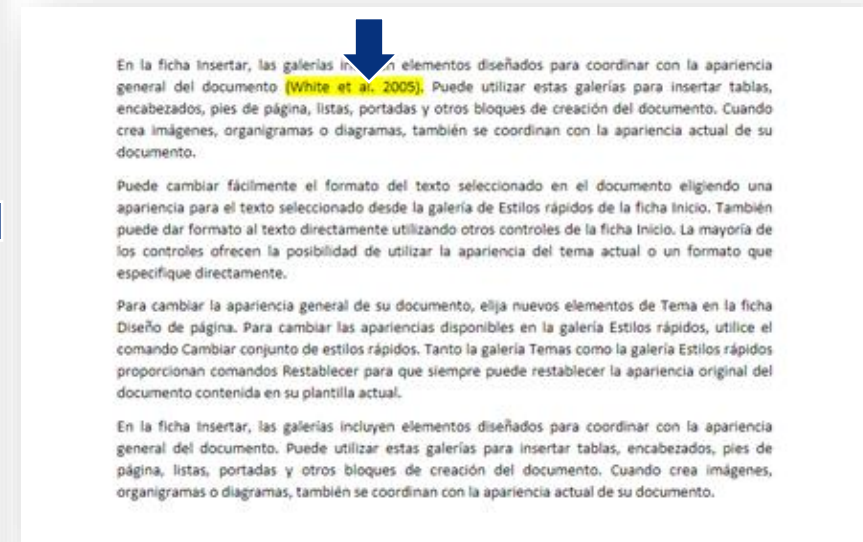 En la ficha Insertar, las galerías in n elementos diseñados para coordinar con la apariencia
general del documento (White et al. 2005). Puede utilizar estas galerías para insertar tablas,
encabezados, pies de página, listas, portadas y otros bloques de creación del documento. Cuando
crea imágenes, organigramas o diagramas, también se coordinan con la apariencia actual de su
documento.
Puede cambiar fácilmente el formato del texto seleccionado en el documento eligiendo una
apariencia para el texto seleccionado desde la galería de Estilos rápidos de la ficha Inicio. También
puede dar formato al texto directamente utilizando otros controles de la ficha Inicio. La mayoría de
los controles ofrecen la posibilidad de utilizar la apariencia del tema actual o un formato que
especifique directamente.
Para cambiar la apariencia general de su documento, elija nuevos elementos de Tema en la ficha
Diseño de página. Para cambiar las apariencias disponibles en la galería Estilos rápidos, utilice el
comando Cambiar conjunto de estilos rápidos. Tanto la galería Temas como la galería Estilos rápidos
proporcionan comandos Restablecer para que siempre puede restablecer la apariencia original del
documento contenida en su plantilla actual.
En la ficha Insertar, las galerías incluyen elementos diseñados para coordinar con la apariencia
general del documento. Puede utilizar estas galerías para insertar tablas, encabezados, pies de
página, listas, portadas y otros bloques de creación del documento. Cuando crea imágenes,
organigramas o diagramas, también se coordinan con la apariencia actual de su documento.